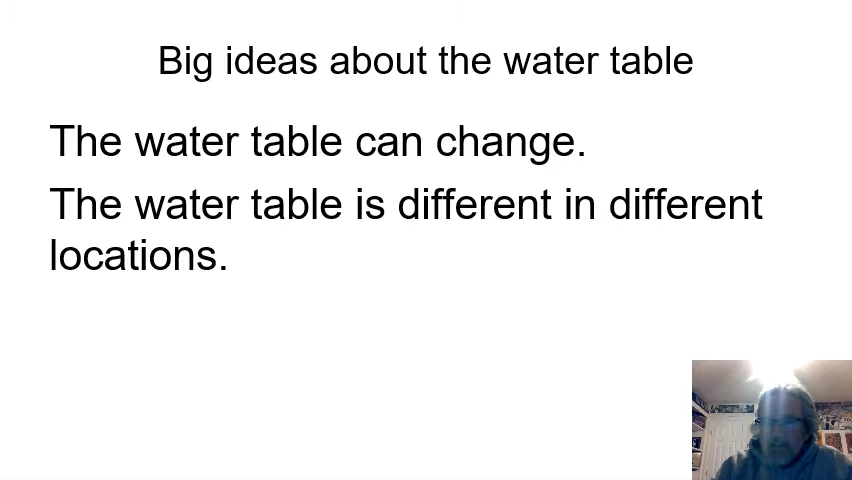 Big ideas about the water table
The water table can change.
The water table is different in different
locations.